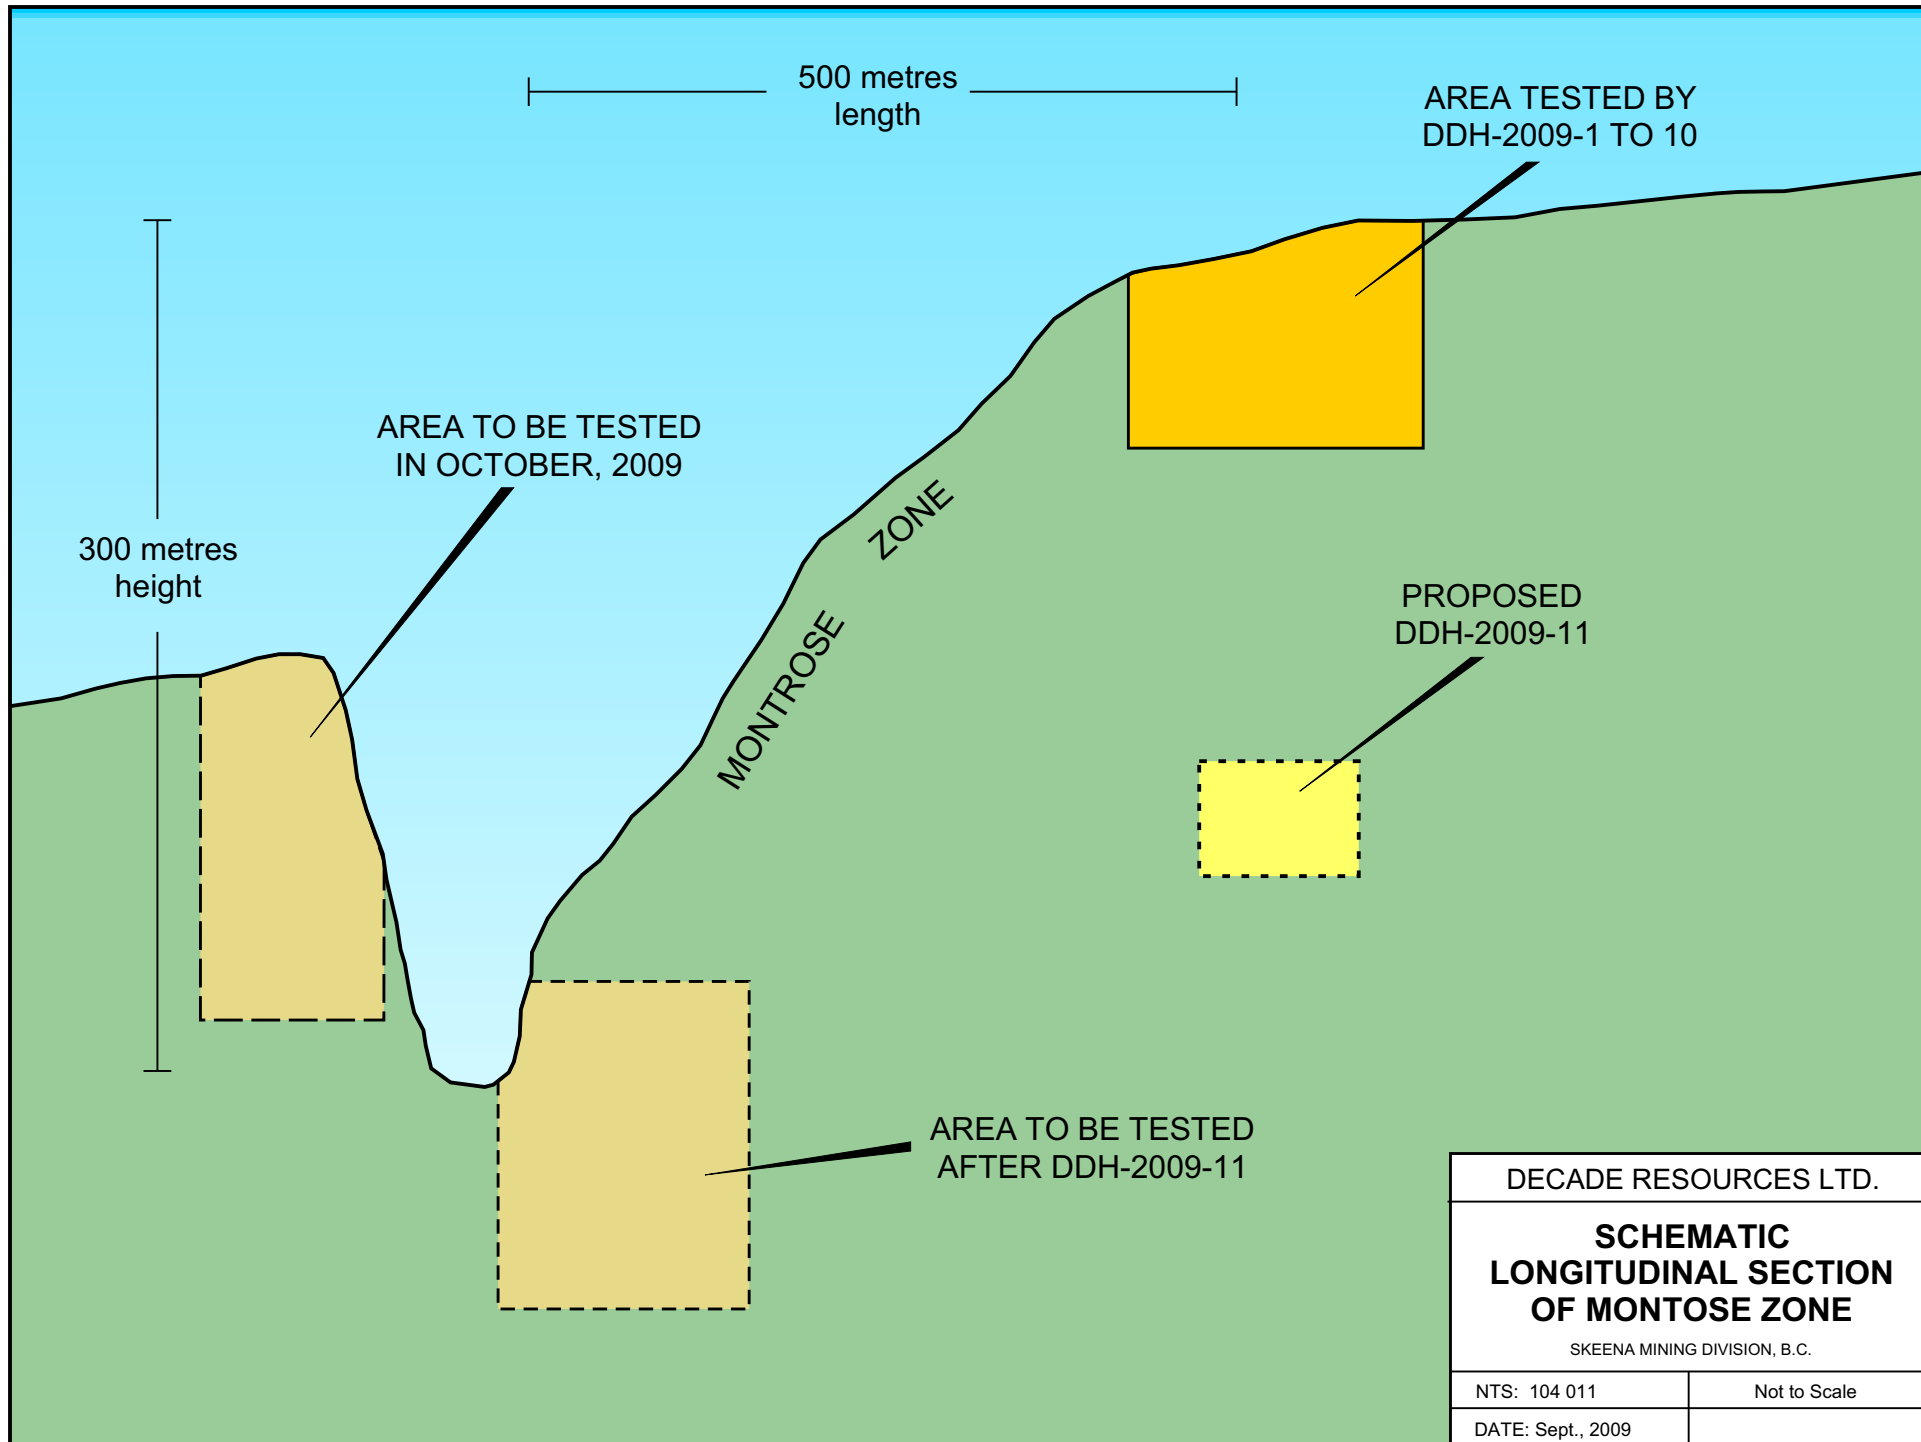 500 metres
length
AREA TESTED BY
DDH-2009-1 TO 10
AREA TO BE TESTED
IN OCTOBER, 2009
300 metres
height
MONTROSE ZONE
PROPOSED
DDH-2009-11
AREA TO BE TESTED
AFTER DDH-2009-11
DECADE RESOURCES LTD.
SCHEMATIC
LONGITUDINAL SECTION
OF MONTOSE ZONE
SKEENA MINING DIVISION, B.C.
NTS: 104 011
Not to Scale
DATE: Sept., 2009